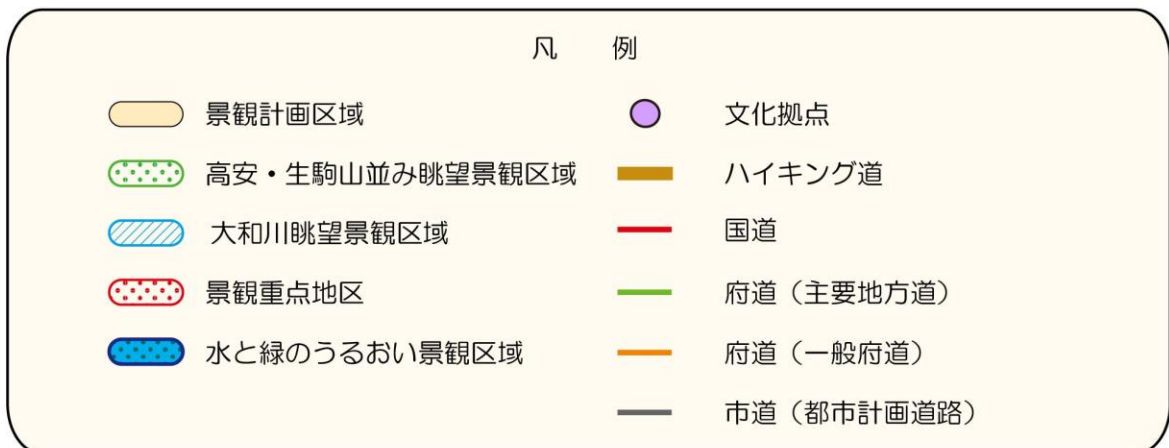 凡 例
景観計画区域
高安・生駒山並み眺望景観区域
大和川眺望景観区域
景観重点地区
水と緑のうるおい景観区域
文化拠点
ハイキング道
国道
府道（主要地方道）
府道（一般府道）
市道（都市計画道路）